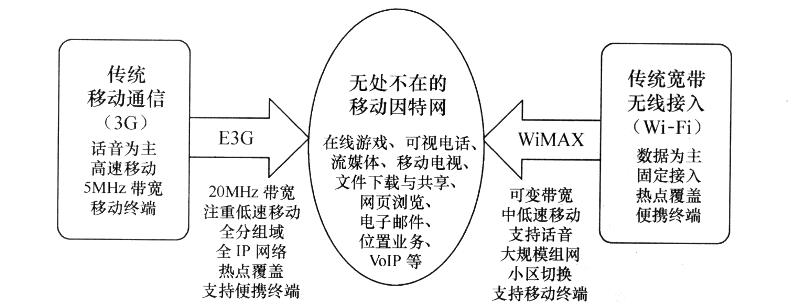 传统
移动通信
（3G）
话音为主
高速移动
5MHz 带宽
移动终端
E3G
20MHz 带宽
注重低速移动
全分组域
全 IP 网络
热点覆盖
支持便携终端
无处不在的
移动因特网
在线游戏、可视电话、
流媒体、移动电视、
文件下载与共享、
网页浏览、
电子邮件、
位置业务、
VoIP 等
WiMAX
可变带宽
中低速移动
支持话音
大规模组网
小区切换
支持移动终端
传统宽带
无线接入
（Wi-Fi）
数据为主
固定接入
热点覆盖
便携终端